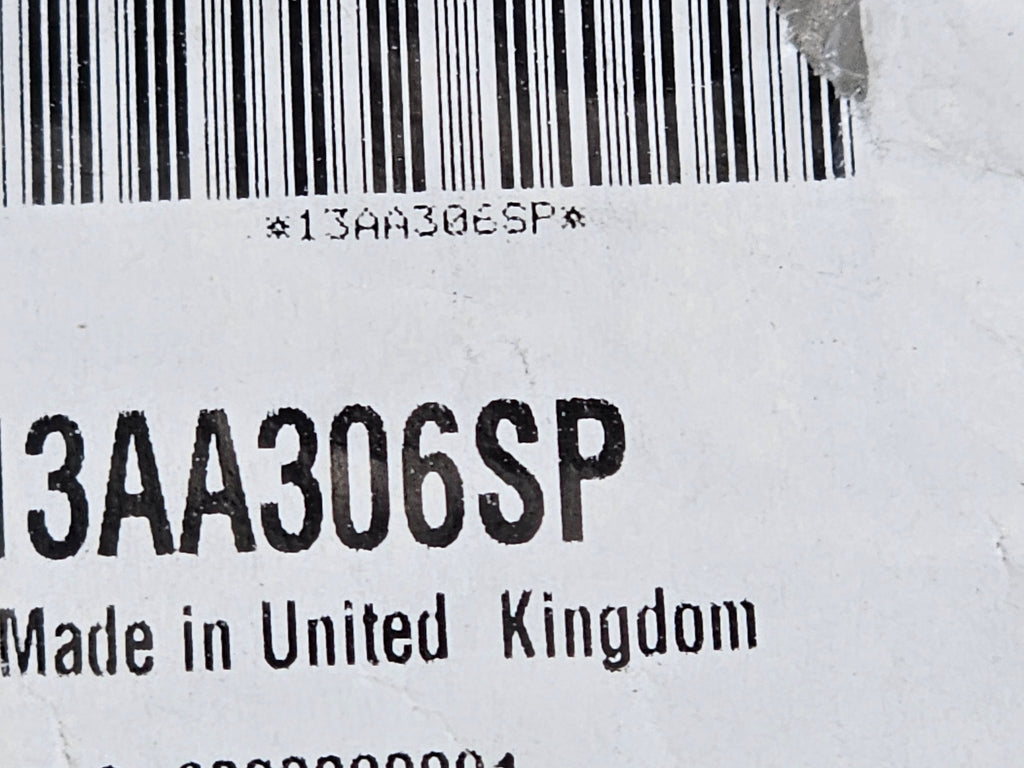 *13AA306SP*
13AA306SP
Made in United Kingdom